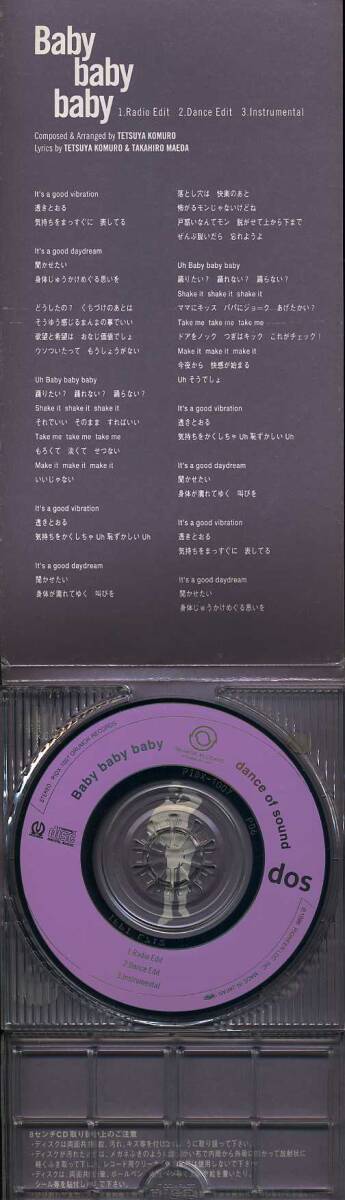 Baby
baby
baby
1.Radio Edit 2.Dance Edit 3.Instrumental
Composed & Arranged by TETSUYA KOMURO
Lyrics by TETSUYA KOMURO & TAKAHIRO MAEDA
It's a good vibration
透きとおる
気持ちをまっすぐに 表してる
It's a good daydream
聞かせたい
身体じゅうかけめぐる思いを
どうしたの? くちづけのあとは
そうゆう感じるまんまの事でいい
欲望と希望は おなじ価値でしょ
ウソついたって もうしょうがない
Uh Baby baby baby
踊りたい? 踊れない? 踊らない?
Shake it shake it shake it
それでいい そのまま すればいい
Take me take me take me
もろくて 淡くて せつない
Make it make it make it
いいじゃない
It's a good vibration
透きとおる
気持ちをかくしちゃ Uh 恥ずかしい Uh
It's a good daydream
聞かせたい
身体が濡れてゆく 叫びを
落とし穴は 快楽のあと
怖がるモンじゃないけどね
戸惑いなんてモン 脱がせて上から下まで
ぜんぶ脱いだら 忘れようよ
Uh Baby baby baby
踊りたい? 踊れない? 踊らない?
Shake it shake it shake it
ママにキッス パパにジョーク あげたかい?
Take me take me take me
ドアをノック つぎはキック これがチェック!
Make it make it make it
今夜から 快感が始まる
Uh そうでしょ
It's a good vibration
透きとおる
気持ちをかくしちゃ Uh 恥ずかしい Uh
It's a good daydream
聞かせたい
身体が濡れてゆく 叫びを
It's a good vibration
透きとおる
気持ちをまっすぐに 表してる
It's a good daydream
聞かせたい
身体じゅうかけめぐる思いを
Baby baby baby
dance of sound
dos
STEREO PIDX-1007
PIDX-1007
1.Radio Edit
2.Dance Edit
3.Instrumental
MADE IN JAPAN
8センチCD取り
上のご注意